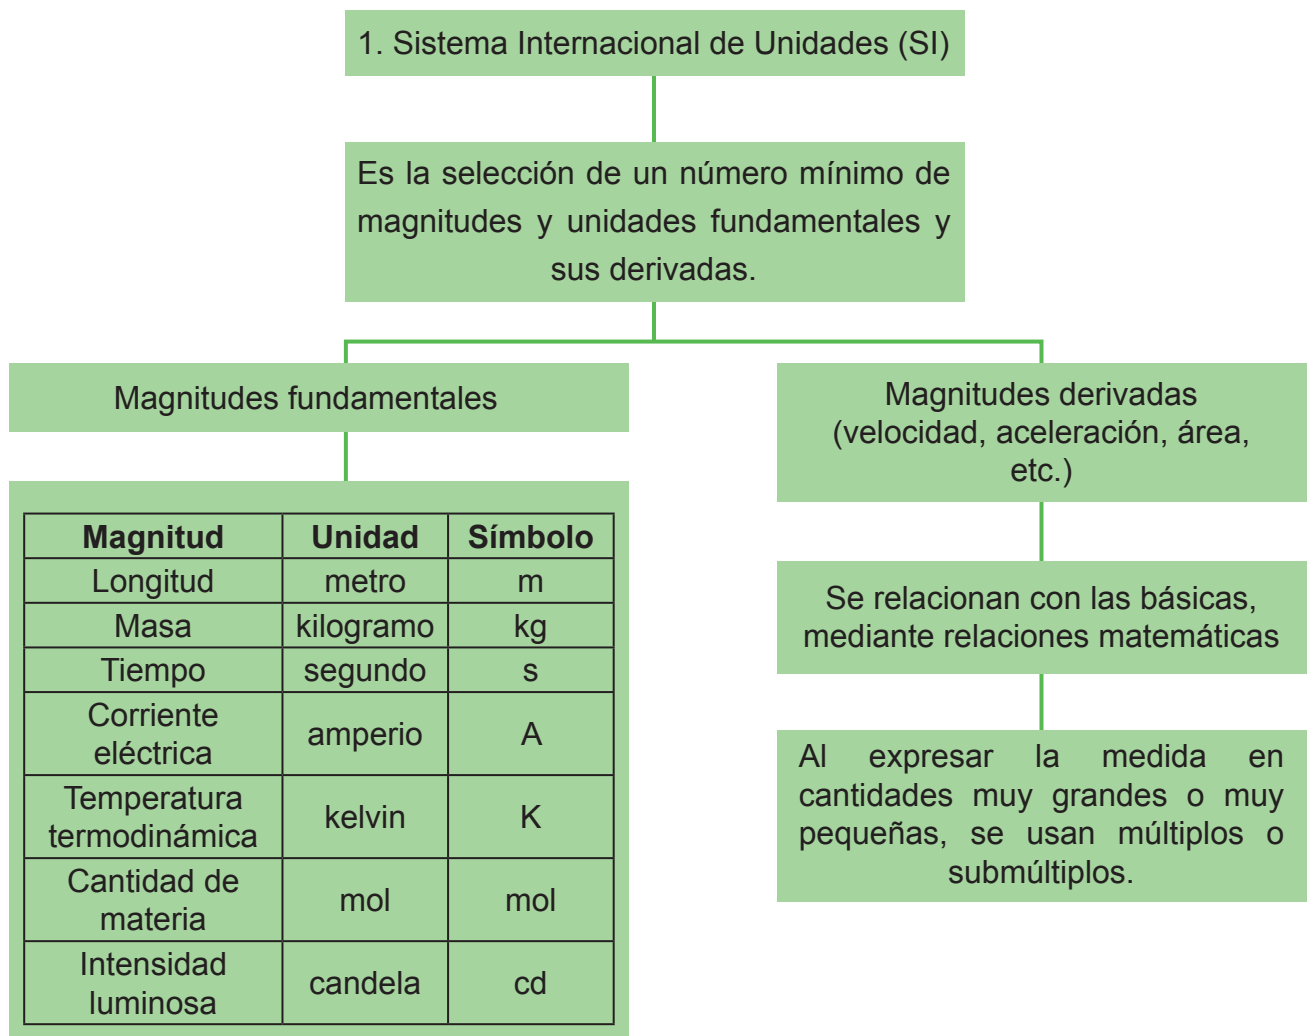 1. Sistema Internacional de Unidades (SI)
Es la selección de un número mínimo de
magnitudes y unidades fundamentales y
sus derivadas.
Magnitudes fundamentales
Magnitud Unidad Símbolo
Longitud metro m
Masa kilogramo kg
Tiempo segundo s
Corriente
eléctrica amperio A
Temperatura
termodinámica kelvin K
Cantidad de
materia mol mol
Intensidad
luminosa candela cd
Magnitudes derivadas
(velocidad, aceleración, área,
etc.)
Se relacionan con las básicas,
mediante relaciones matemáticas
Al expresar la medida en
cantidades muy grandes o muy
pequeñas, se usan múltiplos o
submúltiplos.